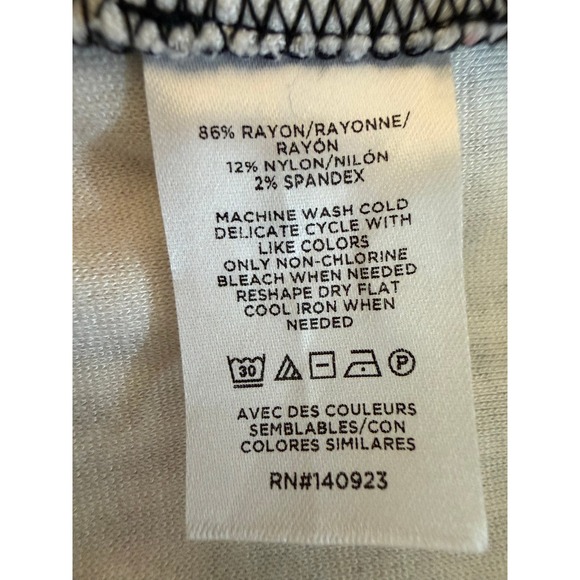 86% RAYON/RAYONNE/
RAYÓN
12% NYLON/NILÓN
2% SPANDEX
MACHINE WASH COLD
DELICATE CYCLE WITH
LIKE COLORS
ONLY NON-CHLORINE
BLEACH WHEN NEEDED
RESHAPE DRY FLAT
COOL IRON WHEN
NEEDED
30 P
AVEC DES COULEURS
SEMBLABLES/CON
COLORES SIMILARES
RN#140923